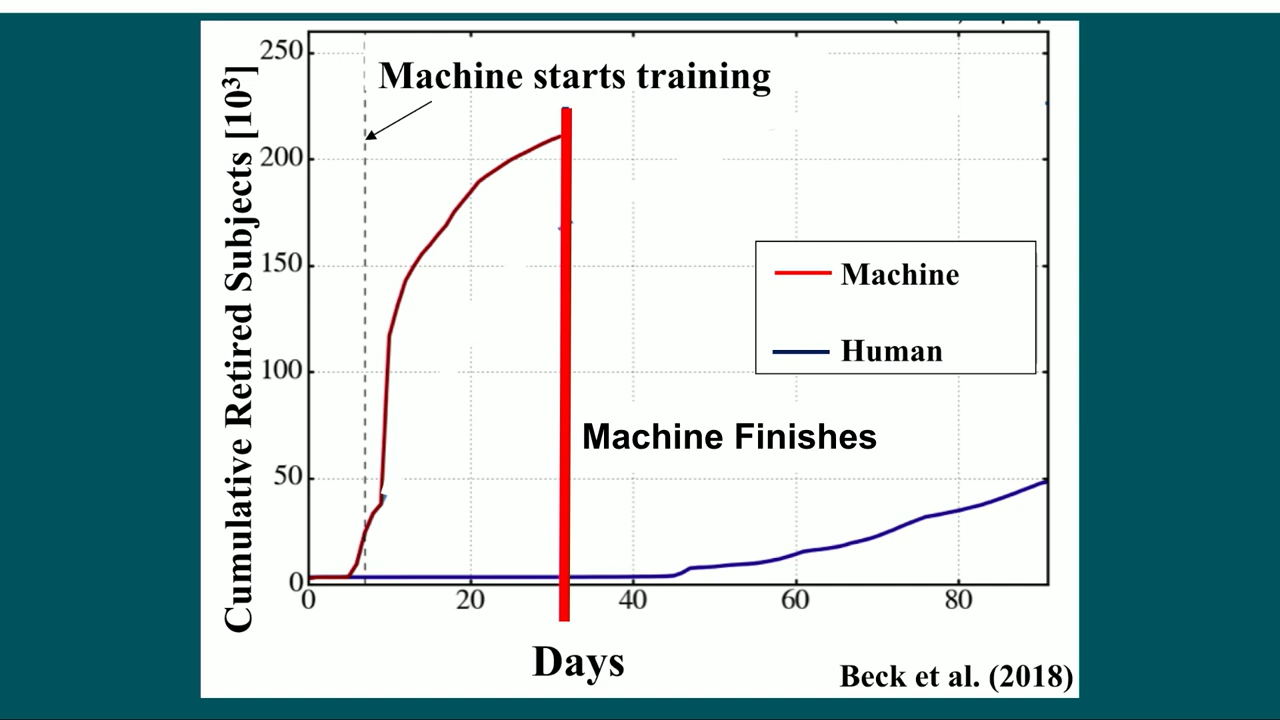 Machine starts training
Cumulative Retired Subjects [10³]
250
200
150
100
50
0
Machine
Human
Machine Finishes
0 20 40 60 80
Days
Beck et al. (2018)